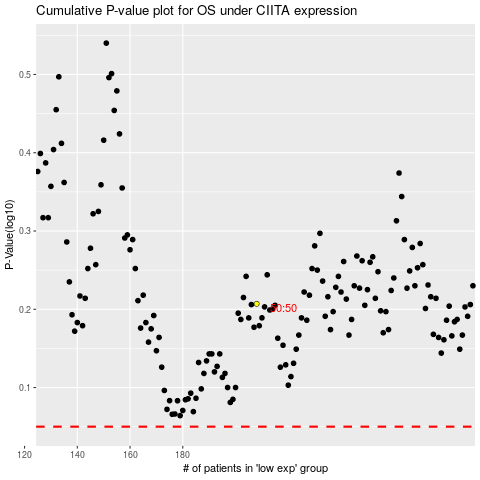 Cumulative P-value plot for OS under CIITA expression
P-Value(log10)
0.5
0.4
0.3
0.2
0.1
50:50
120 140 160 180
# of patients in 'low exp' group